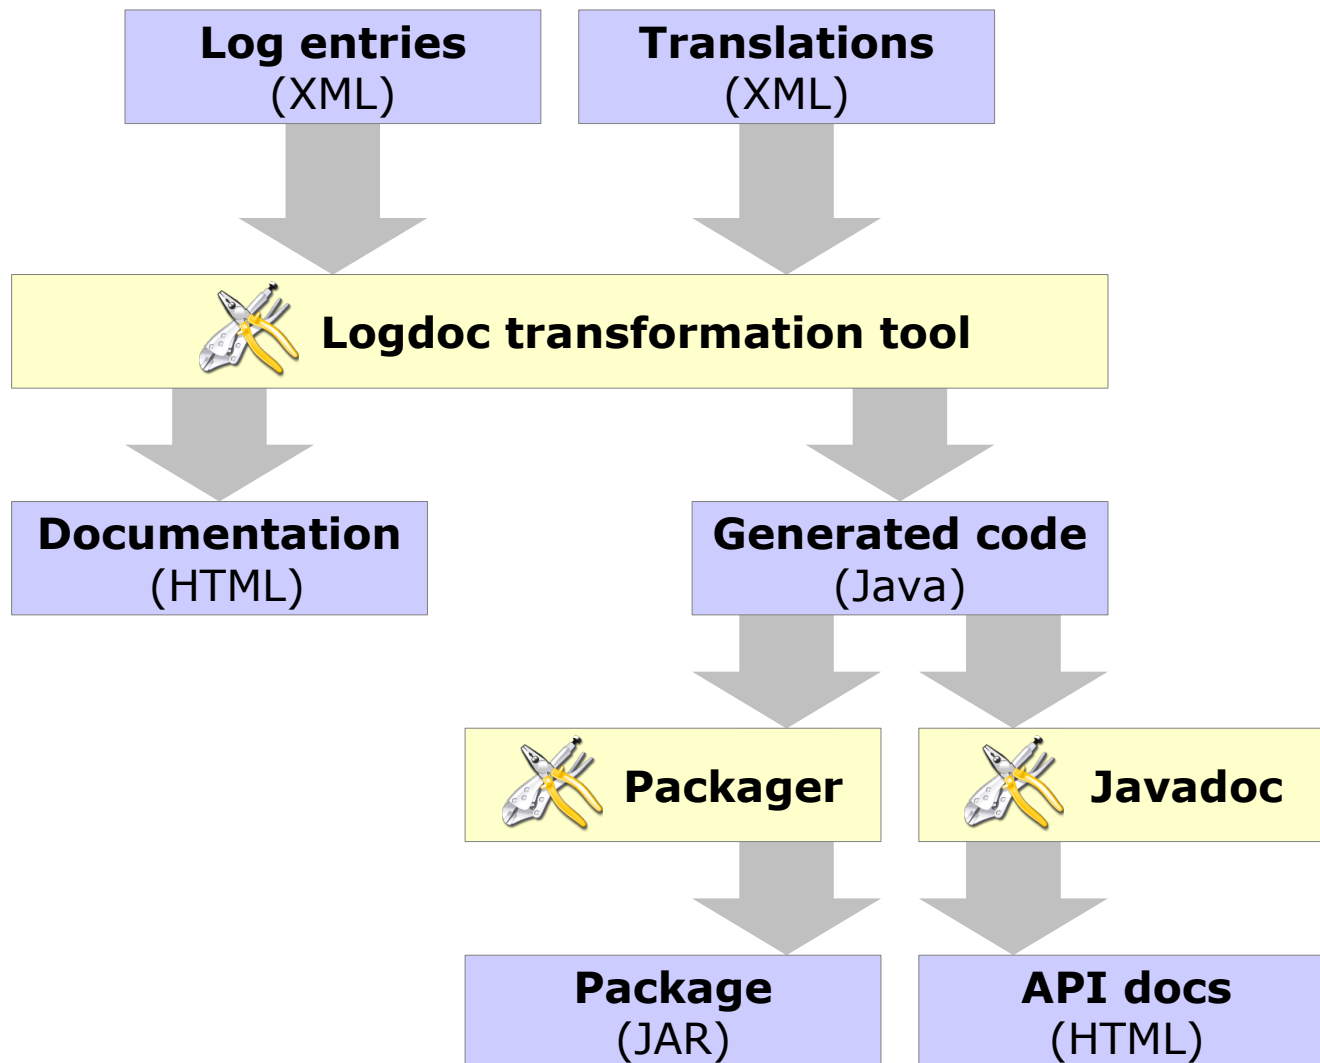 Log entries
(XML)
Translations
(XML)
Logdoc transformation tool
Documentation
(HTML)
Generated code
(Java)
Packager
Javadoc
Package
(JAR)
API docs
(HTML)